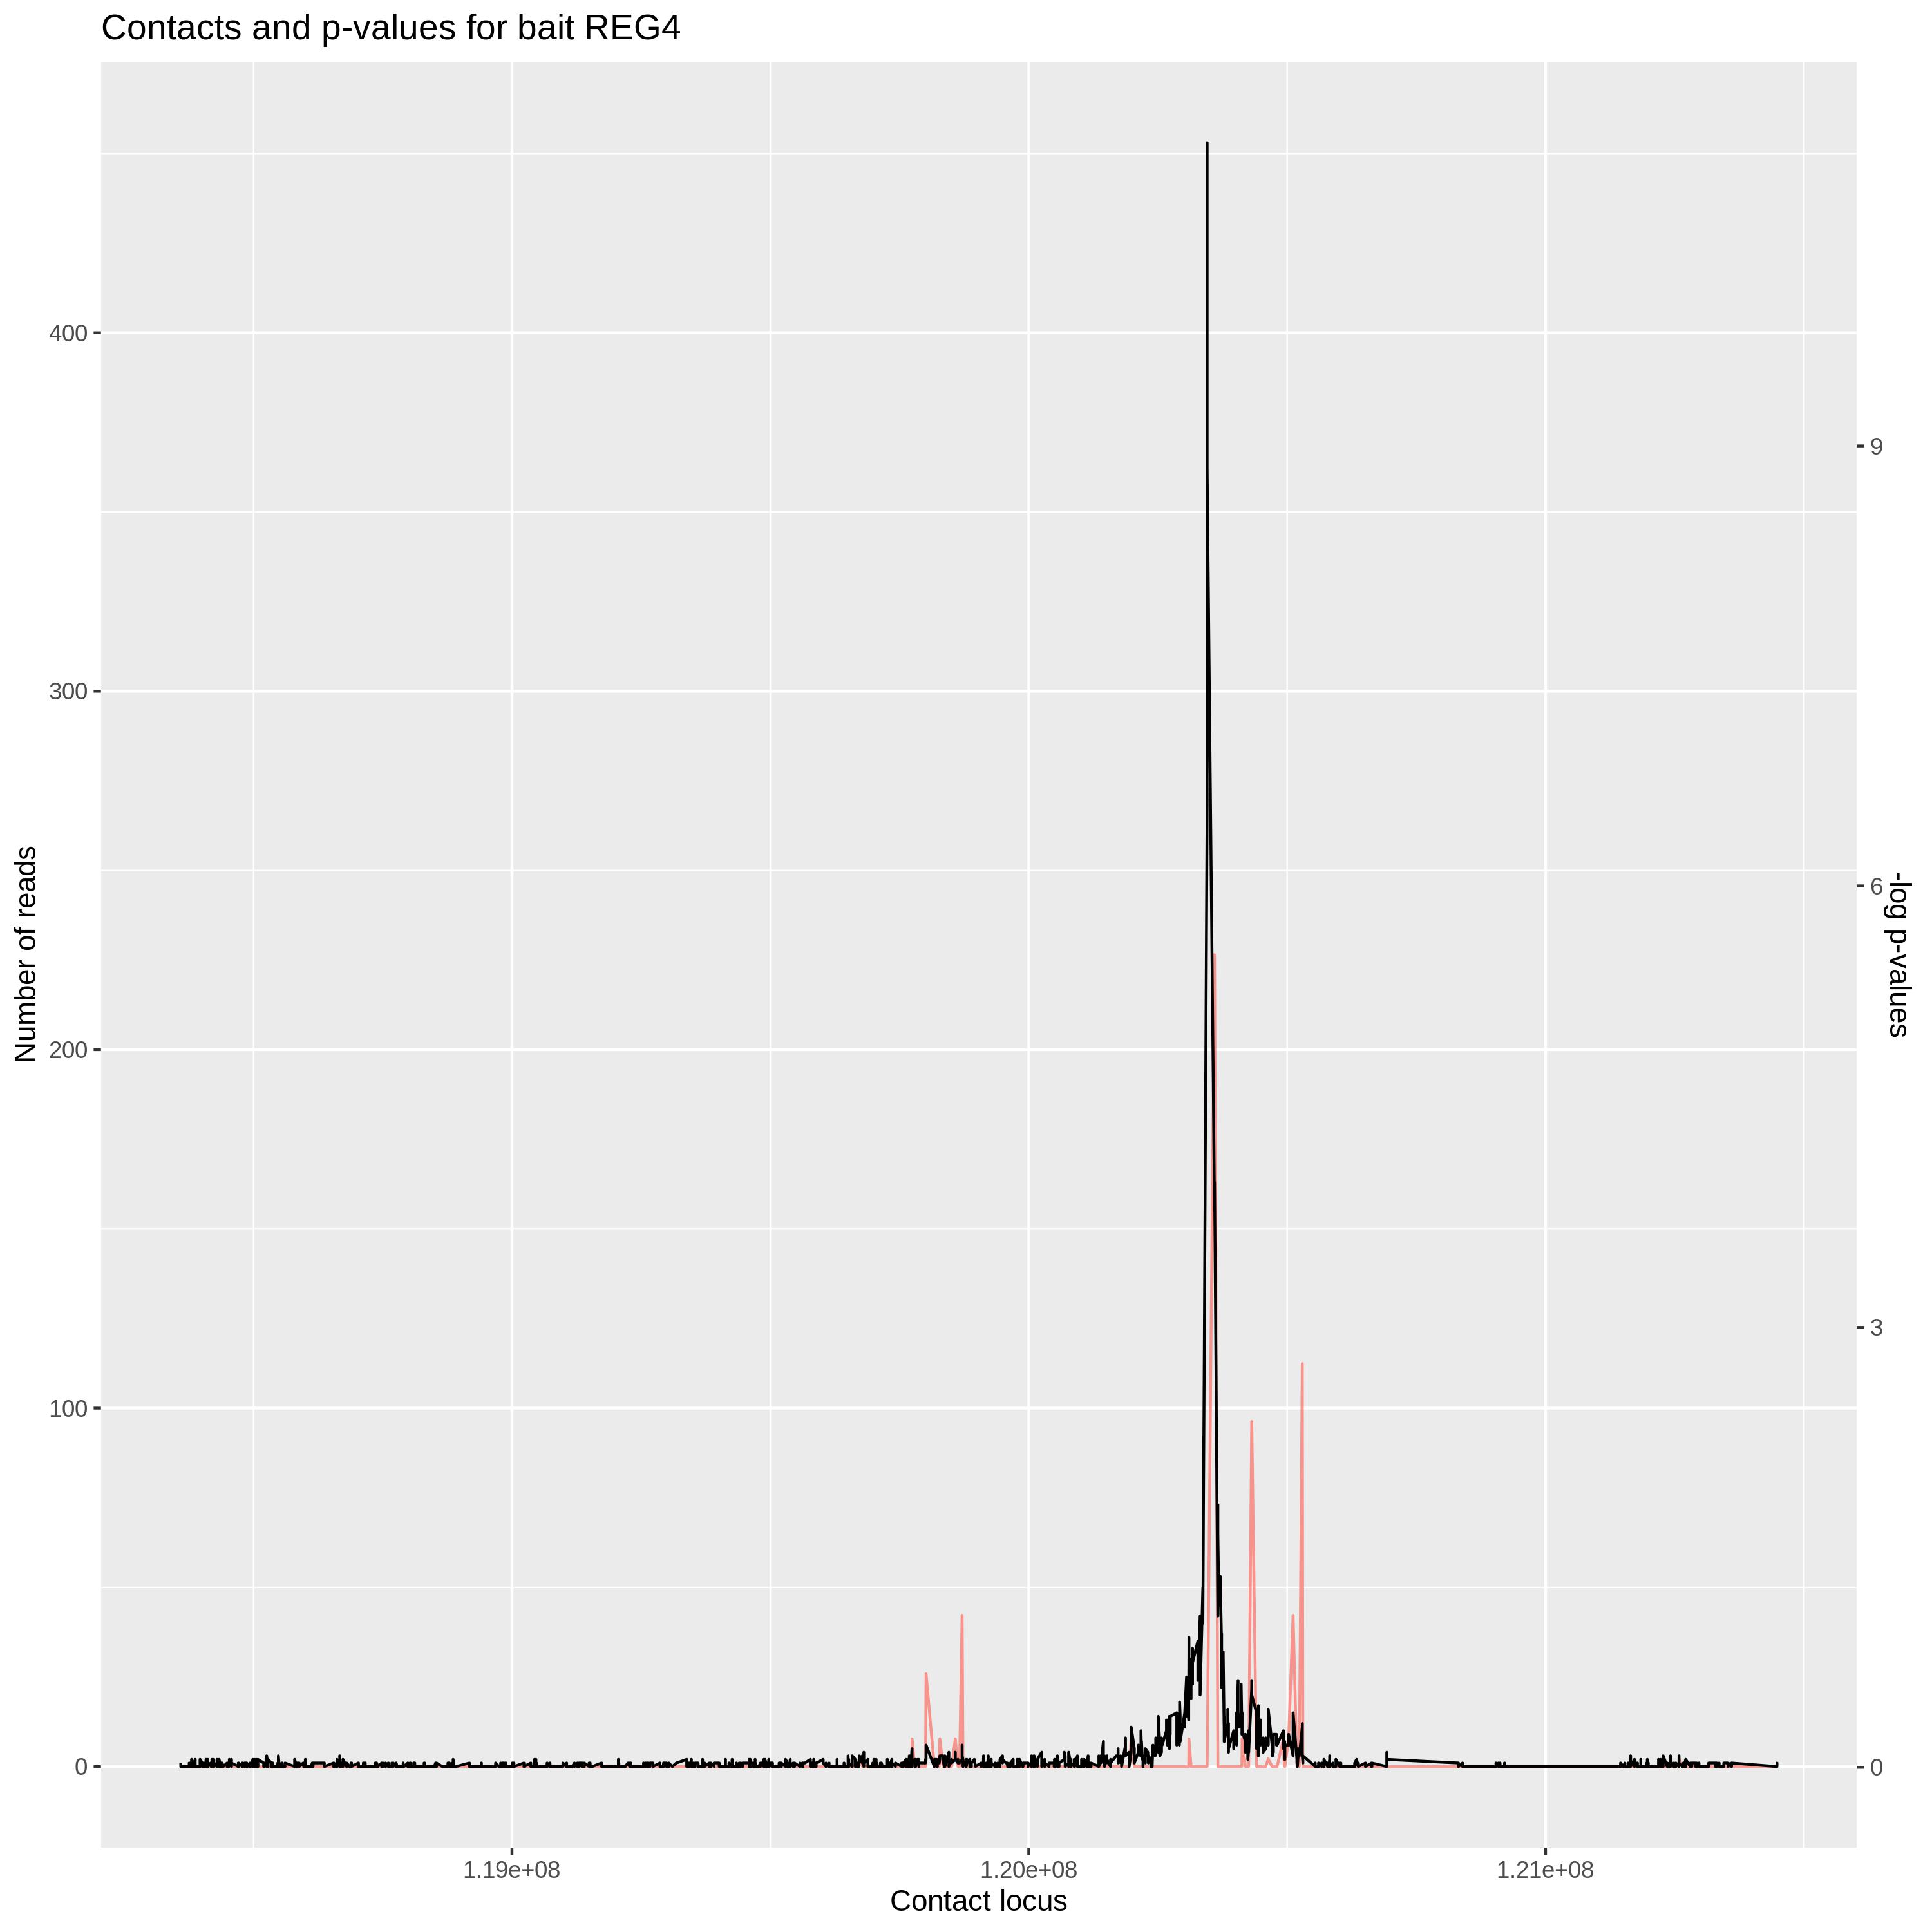 Contacts and p-values for bait REG4
Number of reads
400
300
200
100
0
9
6
3
0
-log p-values
1.19e+08
1.20e+08
1.21e+08
Contact locus